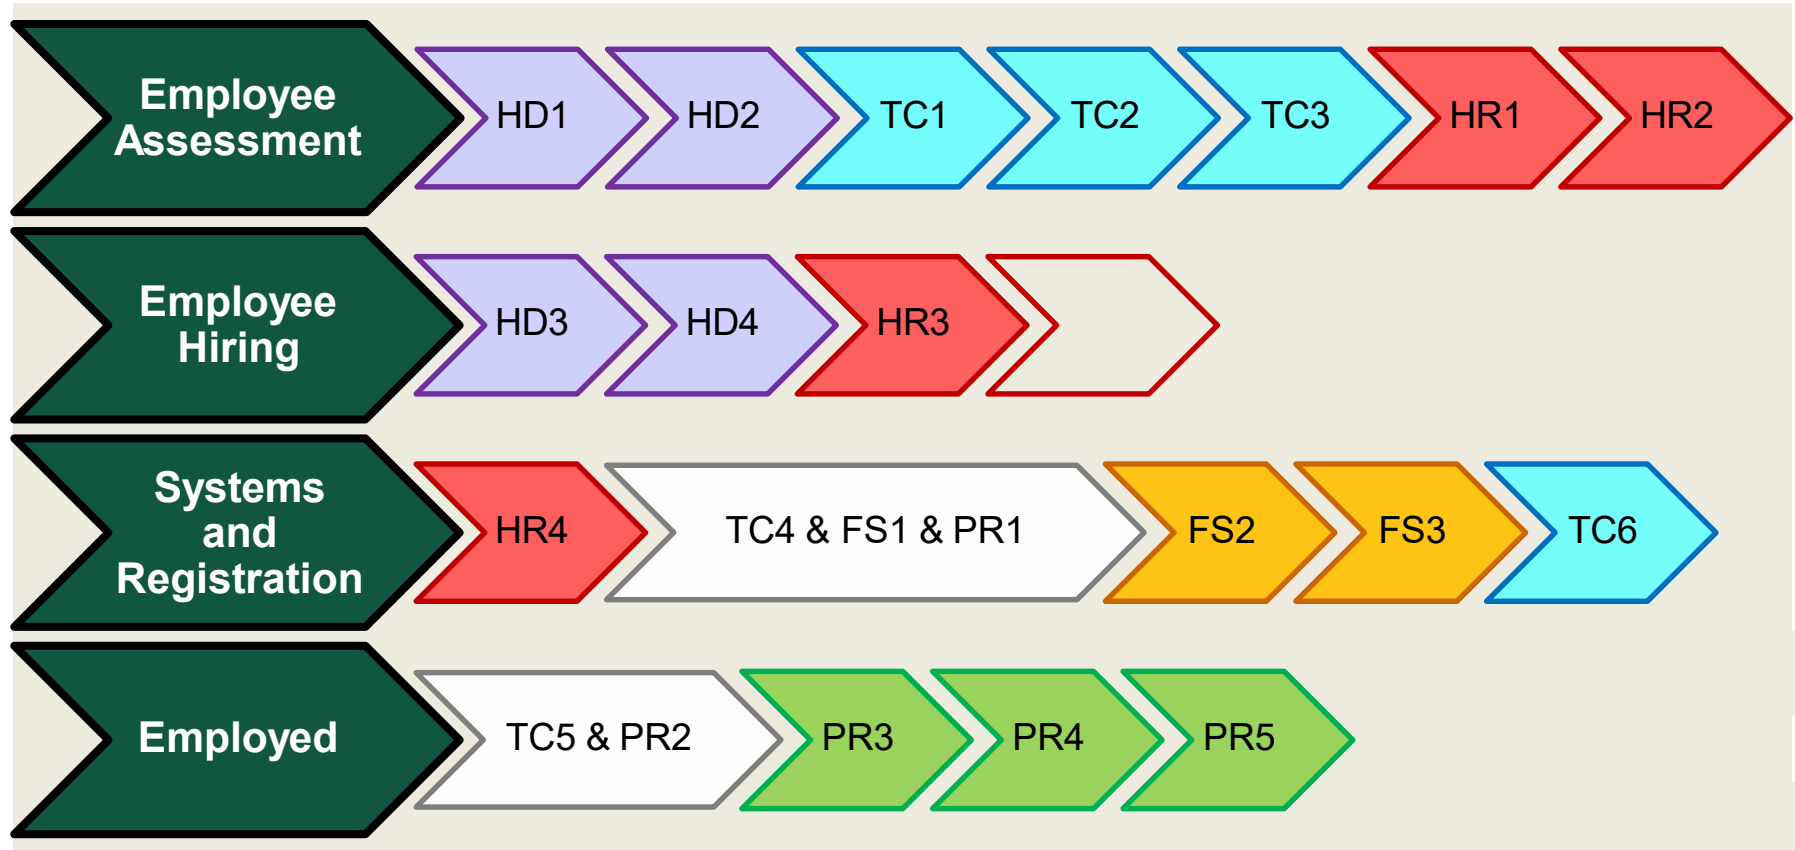 Employee
Assessment
HD1
HD2
TC1
TC2
TC3
HR1
HR2
Employee
Hiring
HD3
HD4
HR3
Systems
and
Registration
HR4
TC4 & FS1 & PR1
FS2
FS3
TC6
Employed
TC5 & PR2
PR3
PR4
PR5